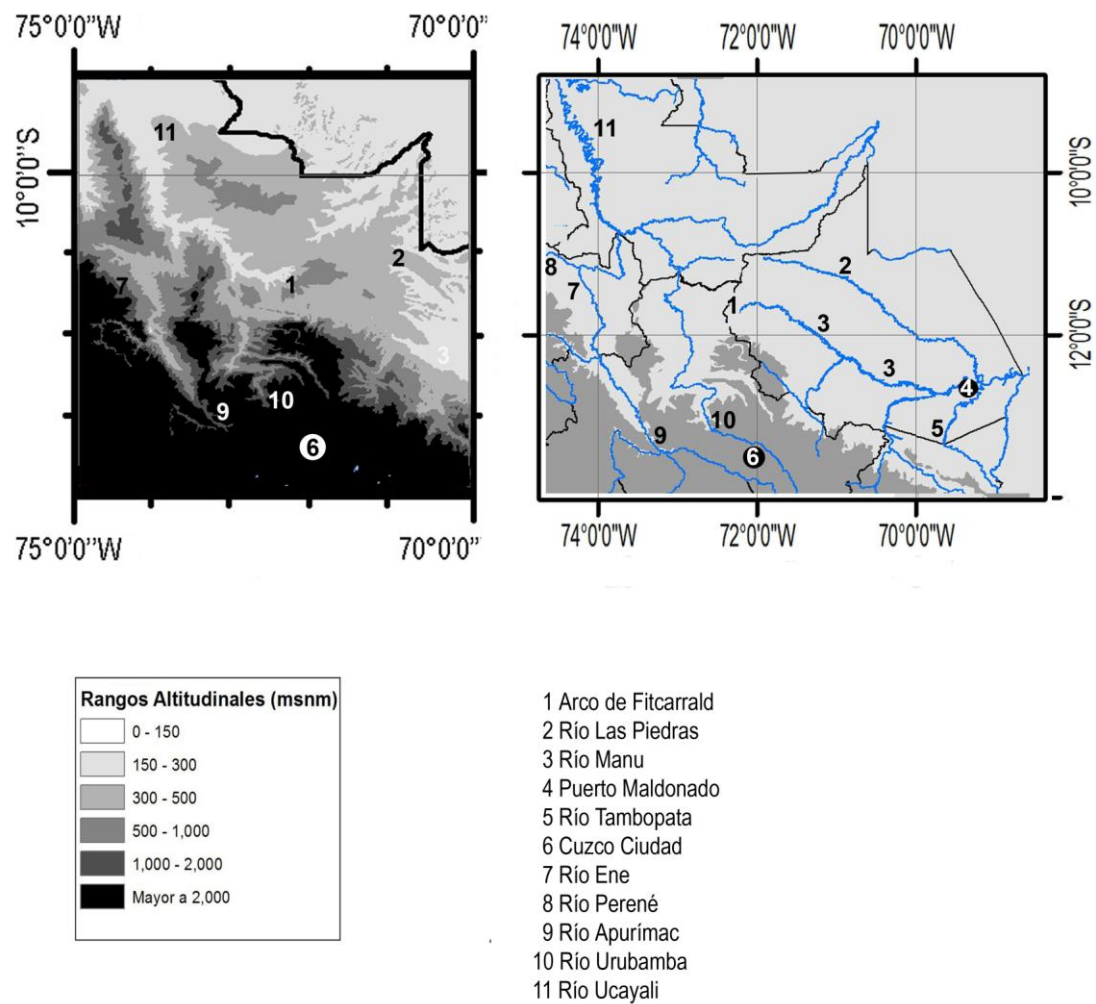 75°0'0"W
70°0'
10°0'0"S
11
2
7
1
3
9
10
6
75°0'0"W
70°0'0"
74°0'0"W
72°0'0"W
70°0'0"W
10°0'0"S
12°0'0"S
11
8
7
2
1
3
3
4
5
10
9
6
74°0'0"W
72°0'0"W
70°0'0"W
Rangos Altitudinales (msnm)
0 - 150
150 - 300
300 - 500
500 - 1,000
1,000 - 2,000
Mayor a 2,000
1 Arco de Fitcarrald
2 Río Las Piedras
3 Río Manu
4 Puerto Maldonado
5 Río Tambopata
6 Cuzco Ciudad
7 Río Ene
8 Río Perené
9 Río Apurímac
10 Río Urubamba
11 Río Ucayali